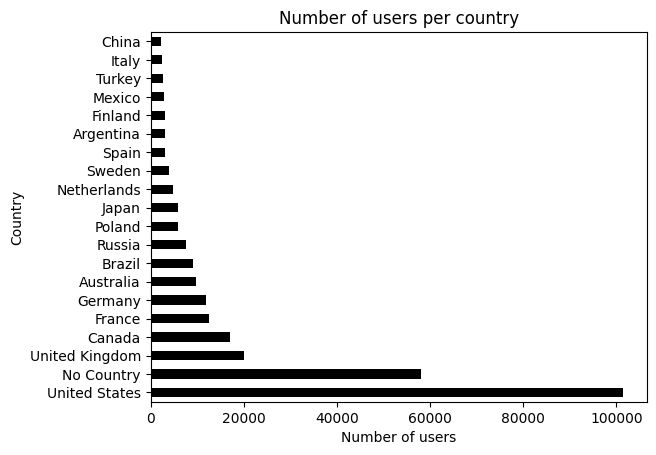 Number of users per country
China
Italy
Turkey
Mexico
Finland
Argentina
Spain
Sweden
Netherlands
Japan
Poland
Russia
Brazil
Australia
Germany
France
Canada
United Kingdom
No Country
United States
Country
0 20000 40000 60000 80000 100000
Number of users